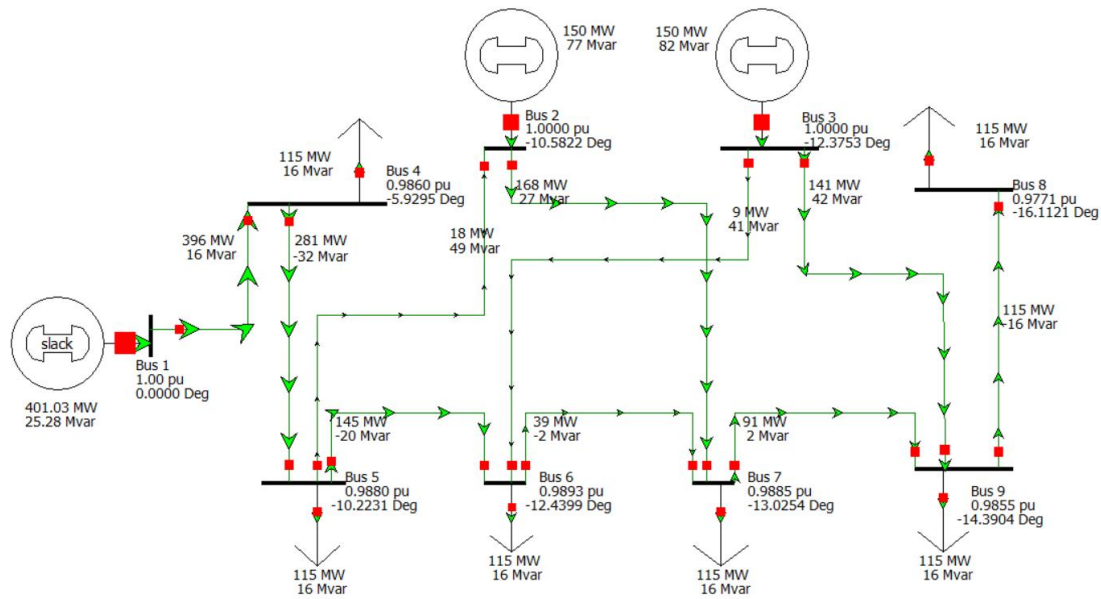 150 MW
77 Mvar
150 MW
82 Mvar
Bus 2
1.0000 pu
-10.5822 Deg
Bus 3
1.0000 pu
-12.3753 Deg
115 MW
16 Mvar
115 MW
16 Mvar
Bus 4
0.9860 pu
-5.9295 Deg
168 MW
27 Mvar
141 MW
42 Mvar
Bus 8
0.9771 pu
-16.1121 Deg
396 MW
16 Mvar
281 MW
-32 Mvar
18 MW
49 Mvar
9 MW
41 Mvar
115 MW
-16 Mvar
slack
Bus 1
1.00 pu
0.0000 Deg
401.03 MW
25.28 Mvar
145 MW
-20 Mvar
39 MW
-2 Mvar
91 MW
2 Mvar
Bus 5
0.9880 pu
-10.2231 Deg
Bus 6
0.9893 pu
-12.4399 Deg
Bus 7
0.9885 pu
-13.0254 Deg
Bus 9
0.9855 pu
-14.3904 Deg
115 MW
16 Mvar
115 MW
16 Mvar
115 MW
16 Mvar
115 MW
16 Mvar